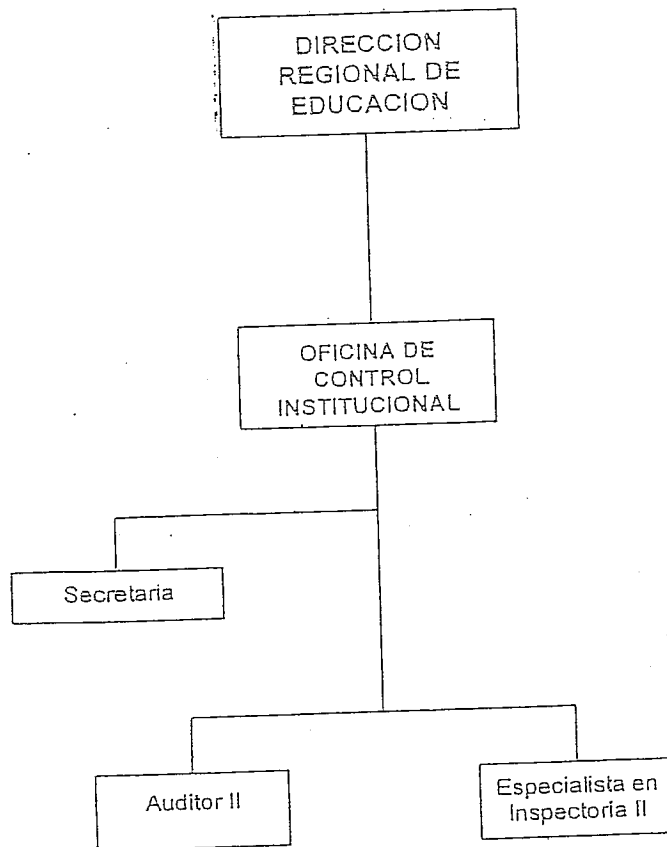 DIRECCION
REGIONAL DE
EDUCACION
OFICINA DE
CONTROL
INSTITUCIONAL
Secretaria
Auditor II
Especialista en
Inspectoria II